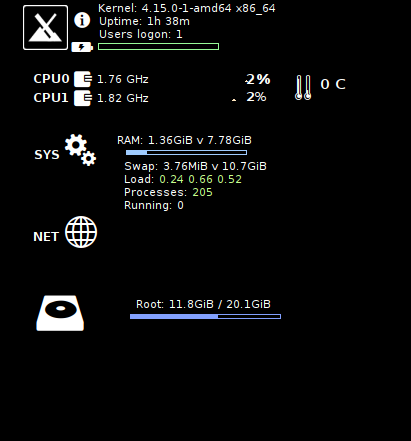 Kernel: 4.15.0-1-amd64 x86_64
Uptime: 1h 38m
Users logon: 1
CPU0 1.76 GHz 2% 0 C
CPU1 1.82 GHz 2%
RAM: 1.36GiB v 7.78GiB
SYS
Swap: 3.76MiB v 10.7GiB
Load: 0.24 0.66 0.52
Processes: 205
Running: 0
NET
Root: 11.8GiB / 20.1GiB